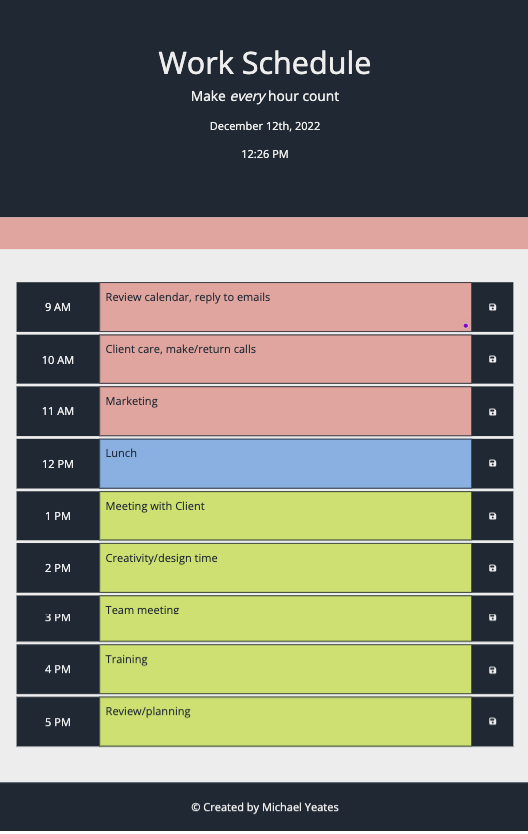 Work Schedule
Make every hour count
December 12th, 2022
12:26 PM
9 AM
Review calendar, reply to emails
10 AM
Client care, make/return calls
11 AM
Marketing
12 PM
Lunch
1 PM
Meeting with Client
2 PM
Creativity/design time
3 PM
Team meeting
4 PM
Training
5 PM
Review/planning
© Created by Michael Yeates